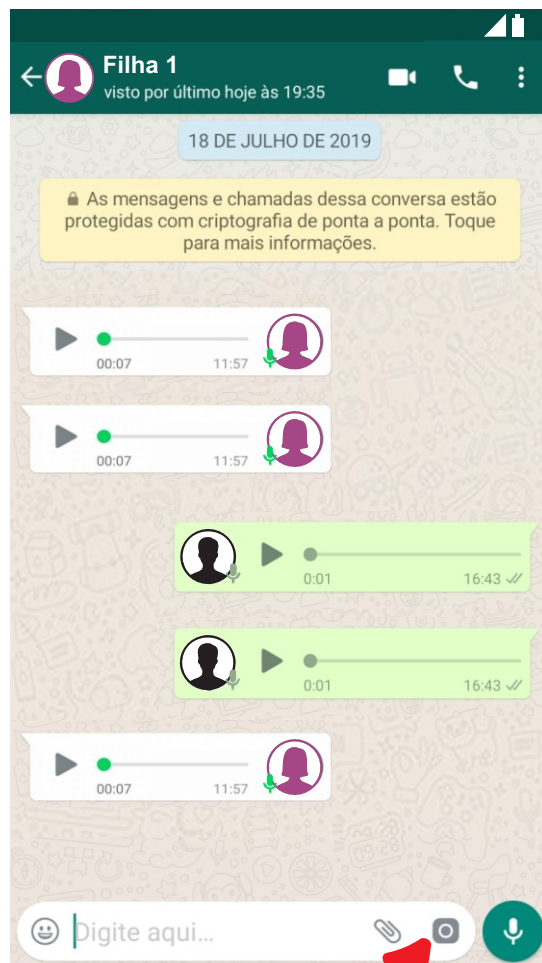 Filha 1
visto por último hoje às 19:35
18 DE JULHO DE 2019
As mensagens e chamadas dessa conversa estão
protegidas com criptografia de ponta a ponta. Toque
para mais informações.
00:07 11:57
00:07 11:57
0:01 16:43
0:01 16:43
00:07 11:57
Digite aqui...